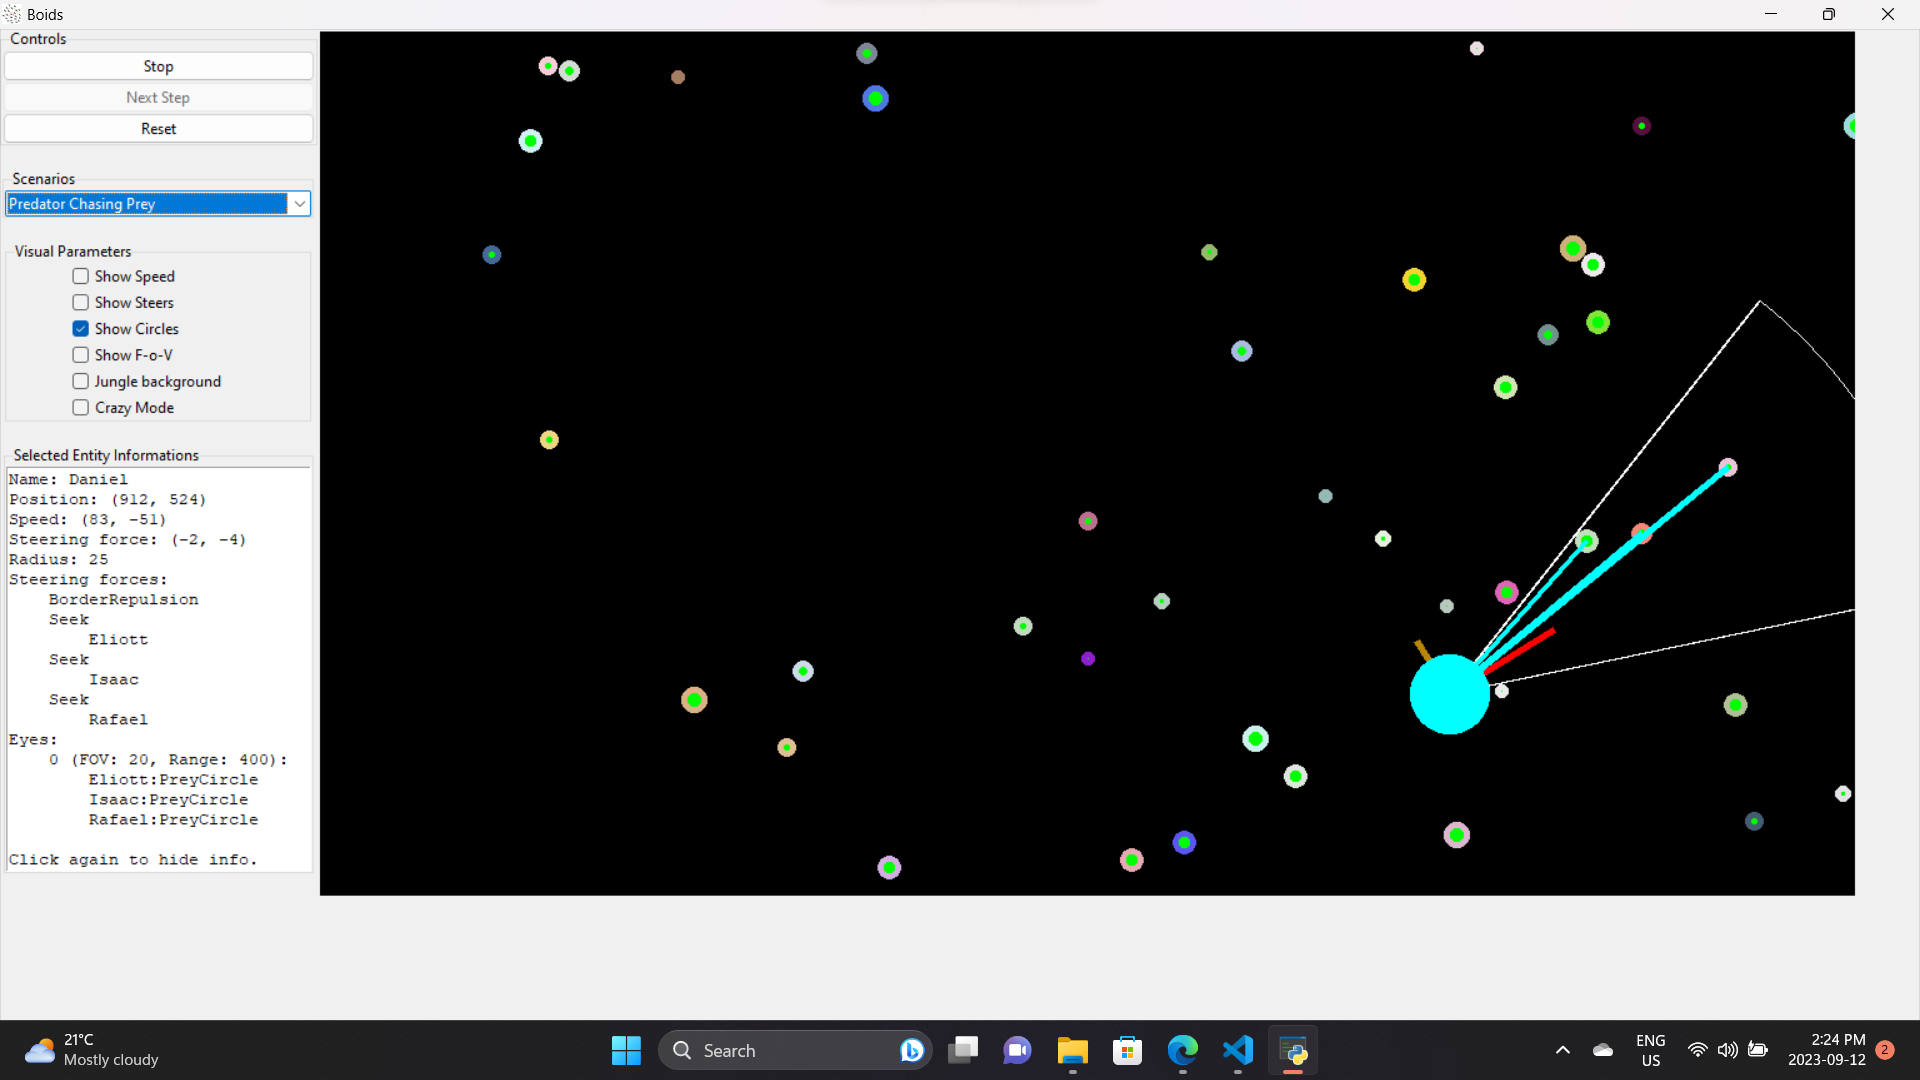 Boids
Controls
Stop
Next Step
Reset
Scenarios
Predator Chasing Prey
Visual Parameters
Show Speed
Show Steers
Show Circles
Show F-o-V
Jungle background
Crazy Mode
Selected Entity Informations
Name: Daniel
Position: (912, 524)
Speed: (83, -51)
Steering force: (-2, -4)
Radius: 25
Steering forces:
BorderRepulsion
Seek
Eliott
Seek
Isaac
Seek
Rafael
Eyes:
0 (FOV: 20, Range: 400):
Eliott:PreyCircle
Isaac:PreyCircle
Rafael:PreyCircle
Click again to hide info.
21°C
Mostly cloudy
Search
ENG
US
2:24 PM
2023-09-12
2